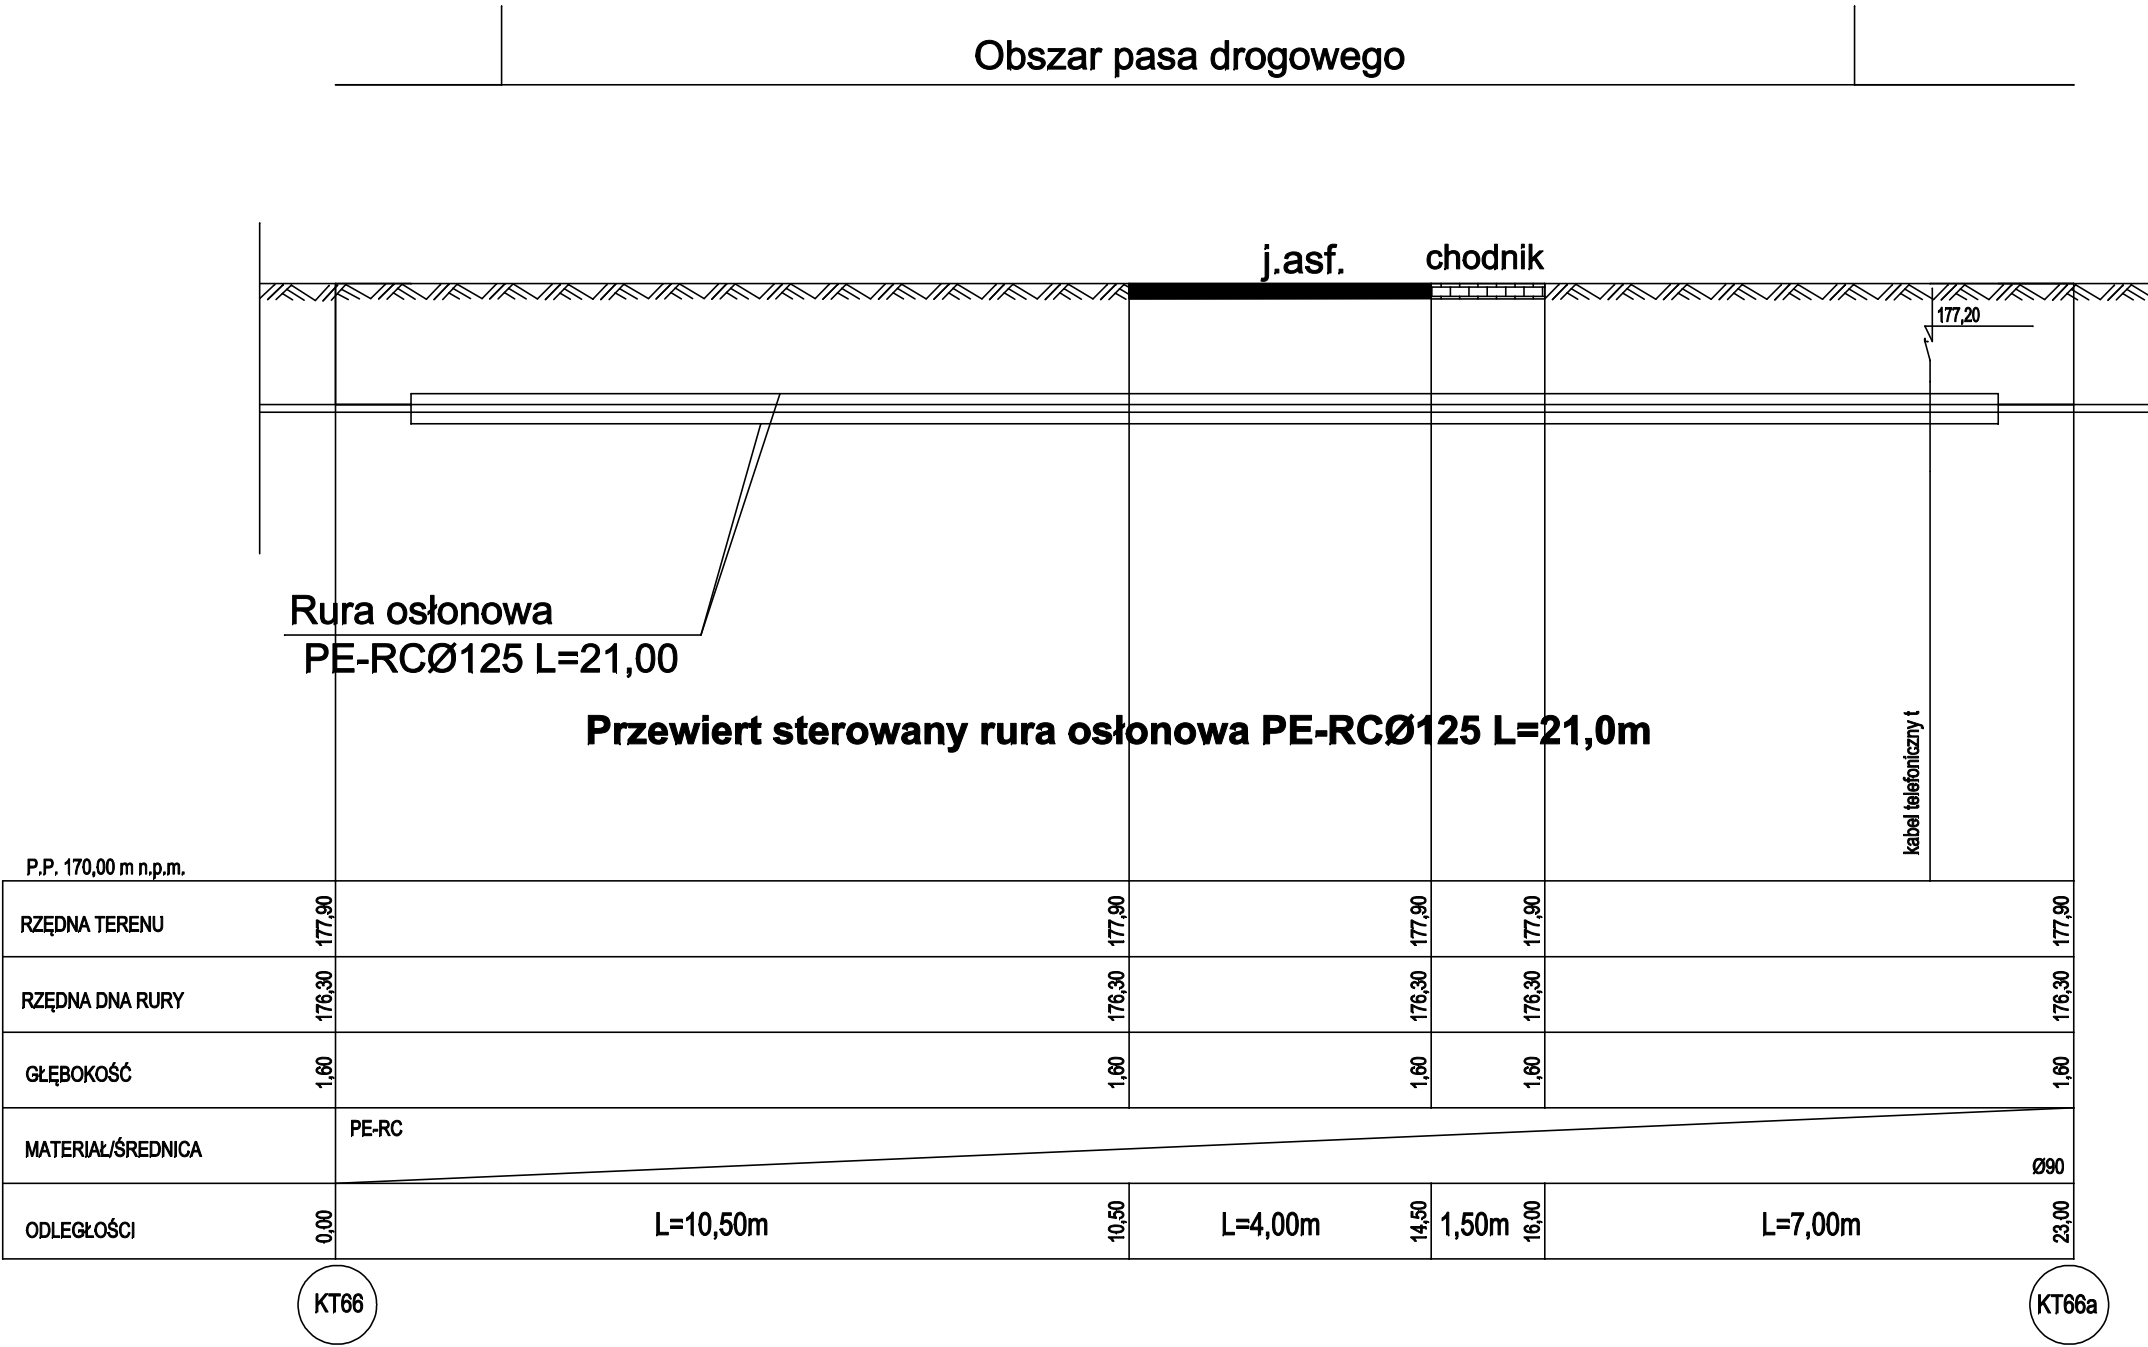 Obszar pasa drogowego
j.asf.
chodnik
177,20
Rura osłonowa
PE-RCØ125 L=21,00
Przewiert sterowany rura osłonowa PE-RCØ125 L=21,0m
kabel telefoniczny t
P.P. 170,00 m n.p.m.
RZĘDNA TERENU 177,90 177,90 177,90 177,90 177,90
RZĘDNA DNA RURY 176,30 176,30 176,30 176,30 176,30
GŁĘBOKOŚĆ 1,60 1,60 1,60 1,60 1,60
MATERIAŁ/ŚREDNICA PE-RC Ø90
ODLEGŁOŚCI 0,00 L=10,50m 10,50 L=4,00m 14,50 1,50m 16,00 L=7,00m 23,00
KT66 KT66a